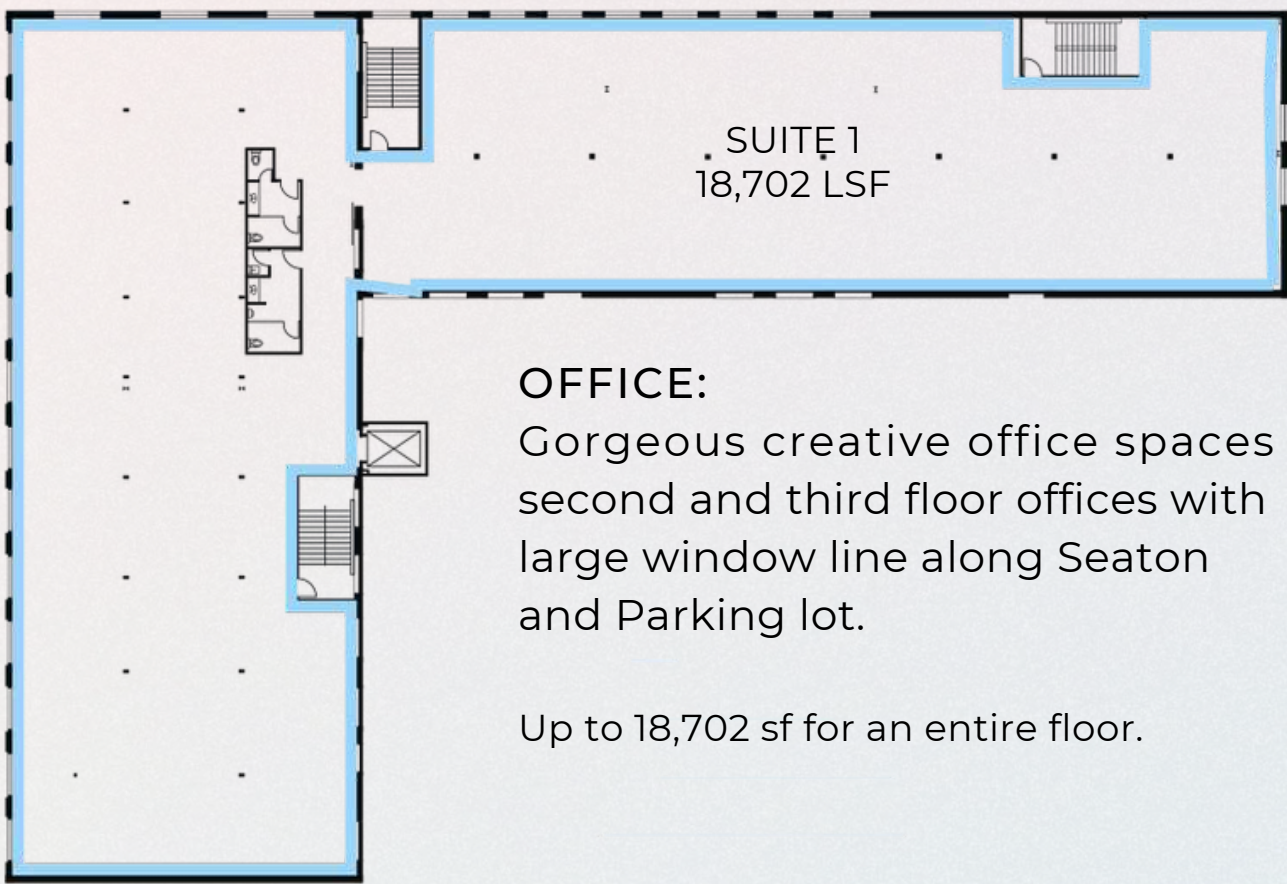 SUITE 1
18,702 LSF
OFFICE:
Gorgeous creative office spaces
second and third floor offices with
large window line along Seaton
and Parking lot.
Up to 18,702 sf for an entire floor.